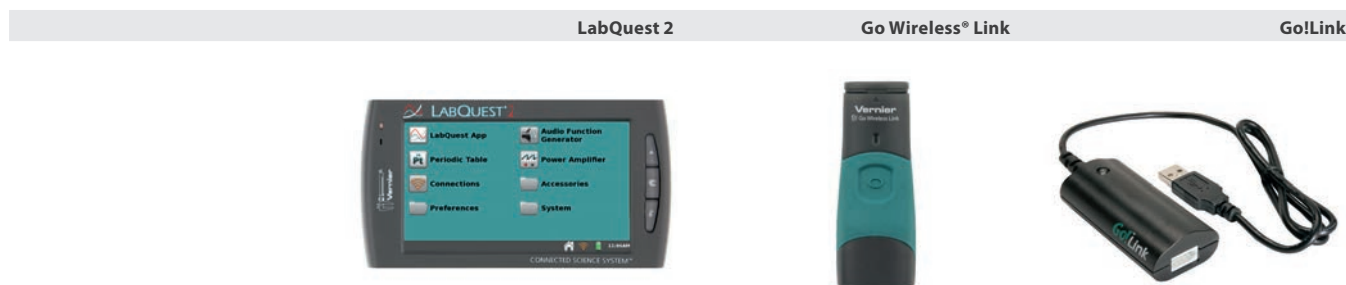 LabQuest 2 Go Wireless® Link Go!Link
LABQUEST 2
LabQuest App
Audio Function
Generator
Periodic Table
Power Amplifier
Connections
Accessories
Preferences
System
CONNECTED SCIENCE SYSTEM™
Vernier
Vernier
Go Wireless Link
Go!Link